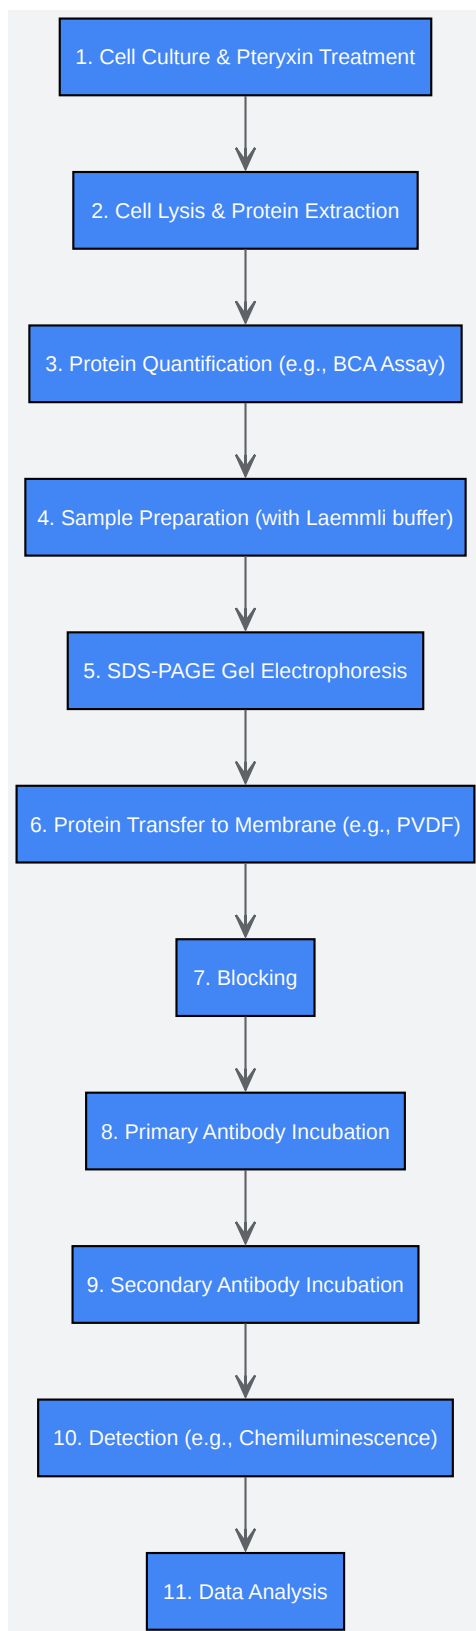 1. Cell Culture & Pteryxin Treatment
2. Cell Lysis & Protein Extraction
3. Protein Quantification (e.g., BCA Assay)
4. Sample Preparation (with Laemmli buffer)
5. SDS-PAGE Gel Electrophoresis
6. Protein Transfer to Membrane (e.g., PVDF)
7. Blocking
8. Primary Antibody Incubation
9. Secondary Antibody Incubation
10. Detection (e.g., Chemiluminescence)
11. Data Analysis